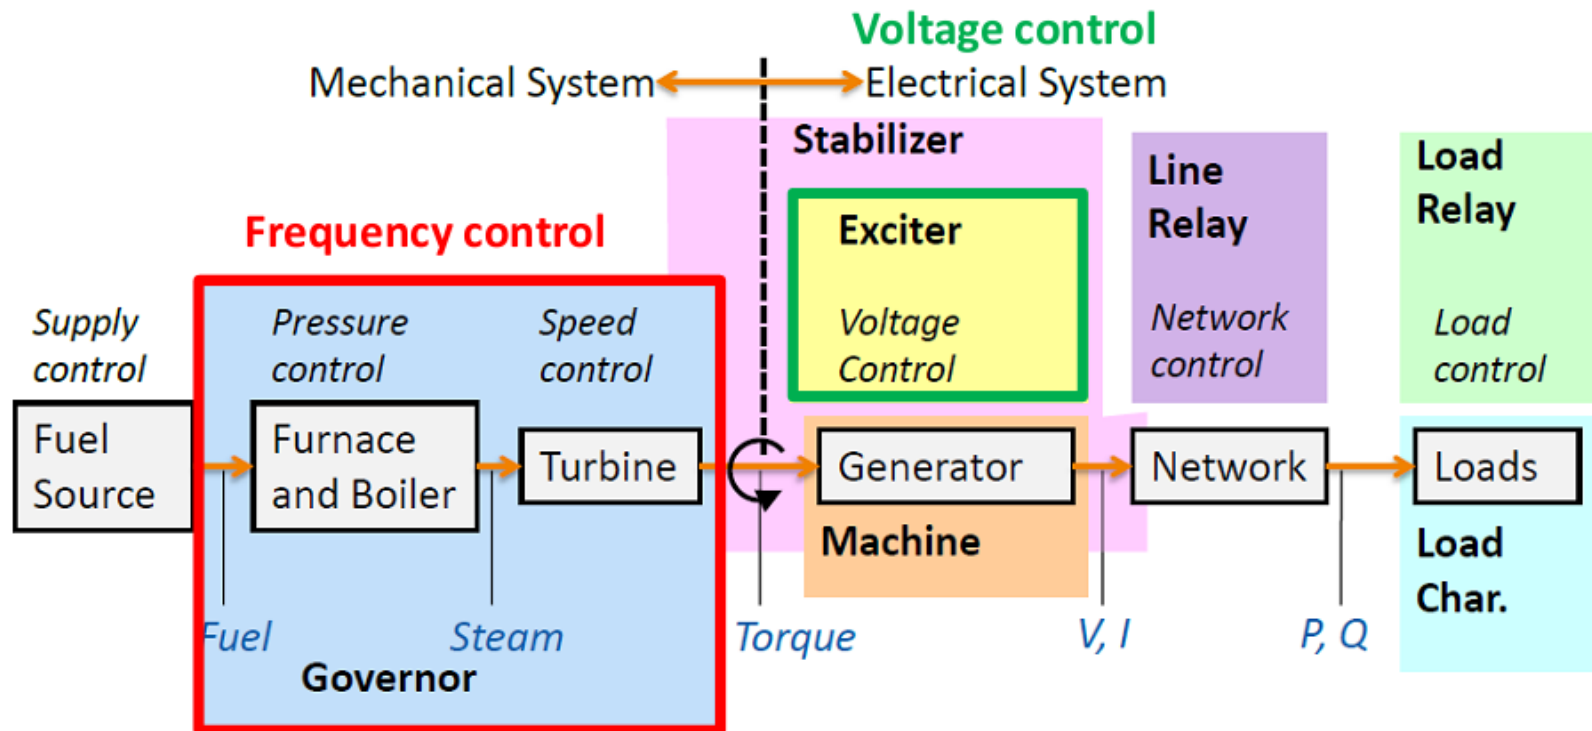 Voltage control
Mechanical System
Electrical System
Stabilizer
Line
Relay
Load
Relay
Frequency control
Exciter
Supply
control
Pressure
control
Speed
control
Voltage
Control
Network
control
Load
control
Fuel
Source
Furnace
and Boiler
Turbine
Generator
Network
Loads
Machine
Load
Char.
Fuel
Steam
Torque
V, I
P, Q
Governor